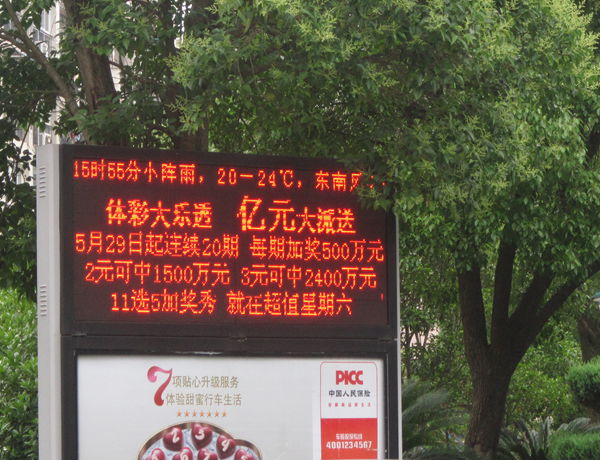 15时55分小阵雨，20－24℃，东南风
体彩大乐透 亿元大派送
5月29日起连续20期 每期加奖500万元
2元可中1500万元 3元可中2400万元
11选5加奖秀 就在超值星期六
7项贴心升级服务
体验甜蜜行车生活
★★★★★★★
PICC
中国人民保险
4001234567